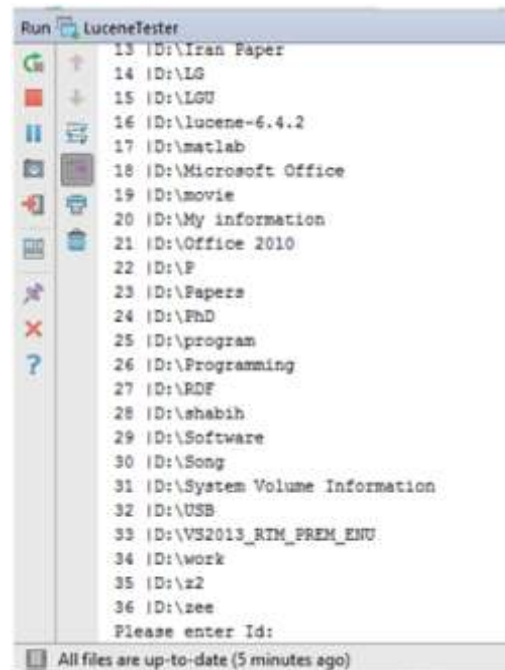 Run LuceneTester
13 |D:\Iran Paper
14 |D:\LG
15 |D:\LGU
16 |D:\lucene-6.4.2
17 |D:\matlab
18 |D:\Microsoft Office
19 |D:\movie
20 |D:\My information
21 |D:\Office 2010
22 |D:\P
23 |D:\Papers
24 |D:\PhD
25 |D:\program
26 |D:\Programming
27 |D:\RDF
28 |D:\shabih
29 |D:\Software
30 |D:\Song
31 |D:\System Volume Information
32 |D:\USB
33 |D:\VS2013_RTM_PREM_ENU
34 |D:\work
35 |D:\z2
36 |D:\zee
Please enter Id:
All files are up-to-date (5 minutes ago)